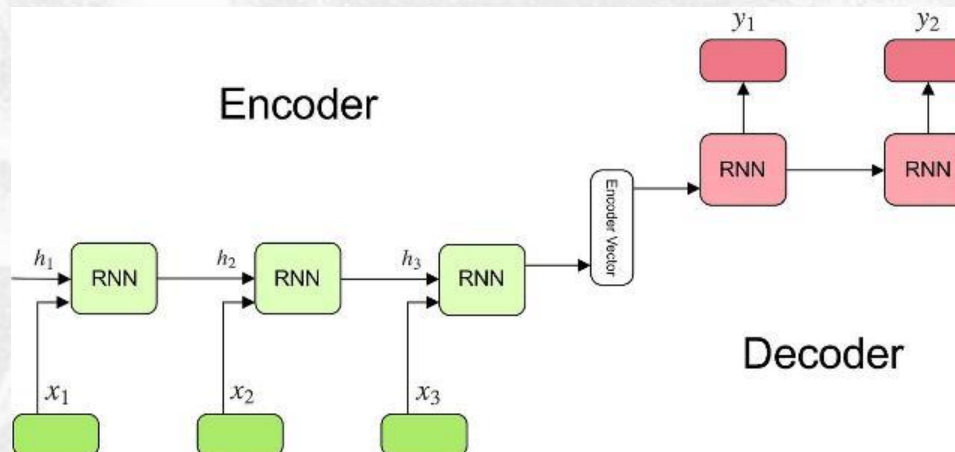 y1
y2
Encoder
RNN
RNN
Encoder Vector
h1
RNN
h2
RNN
h3
RNN
Decoder
x1
x2
x3